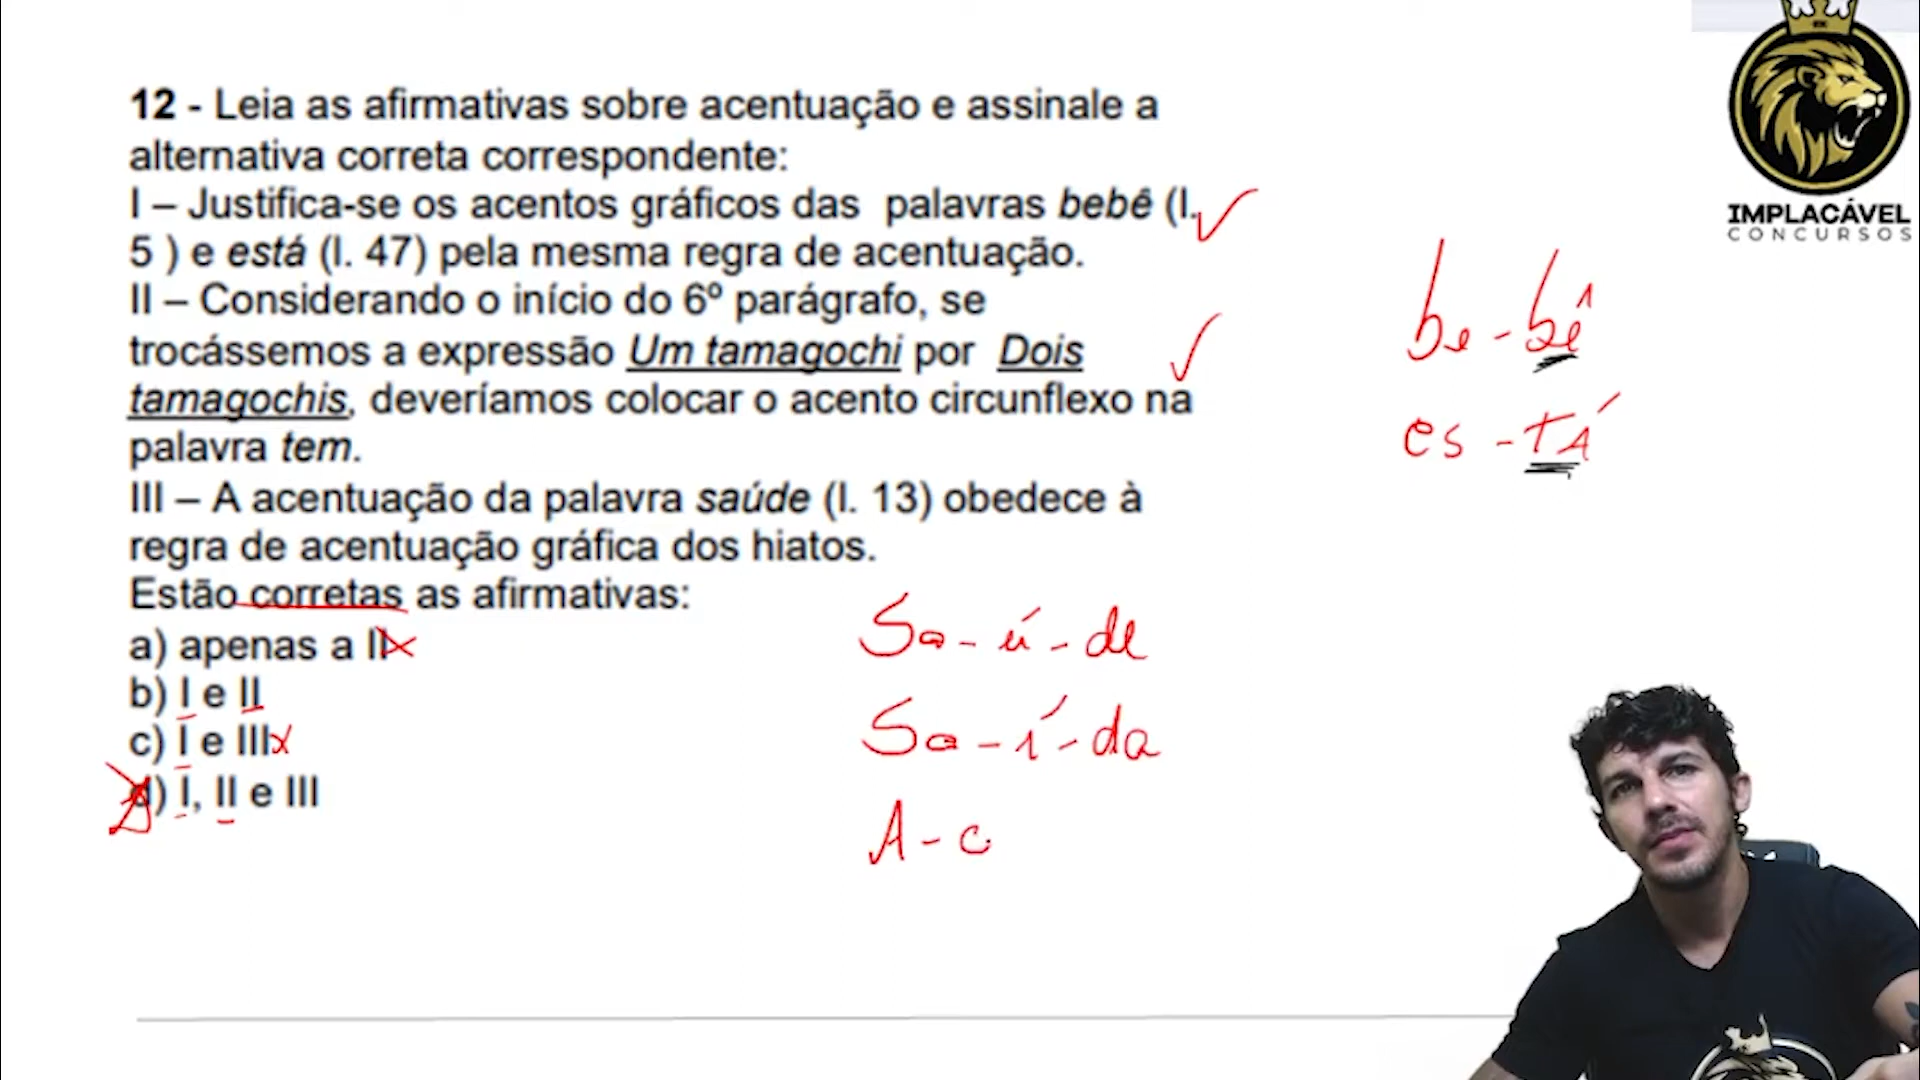 12 - Leia as afirmativas sobre acentuação e assinale a
alternativa correta correspondente:
I – Justifica-se os acentos gráficos das palavras bebê (l.
5 ) e está (l. 47) pela mesma regra de acentuação.
II – Considerando o início do 6º parágrafo, se
trocássemos a expressão Um tamagochi por Dois
tamagochis, deveríamos colocar o acento circunflexo na
palavra tem.
III – A acentuação da palavra saúde (l. 13) obedece à
regra de acentuação gráfica dos hiatos.
Estão corretas as afirmativas:
a) apenas a II
b) I e II
c) I e III
d) I, II e III
be - bê
es - tá
Sa - ú - de
Sa - í - da
A - c
IMPLACÁVEL
CONCURSOS